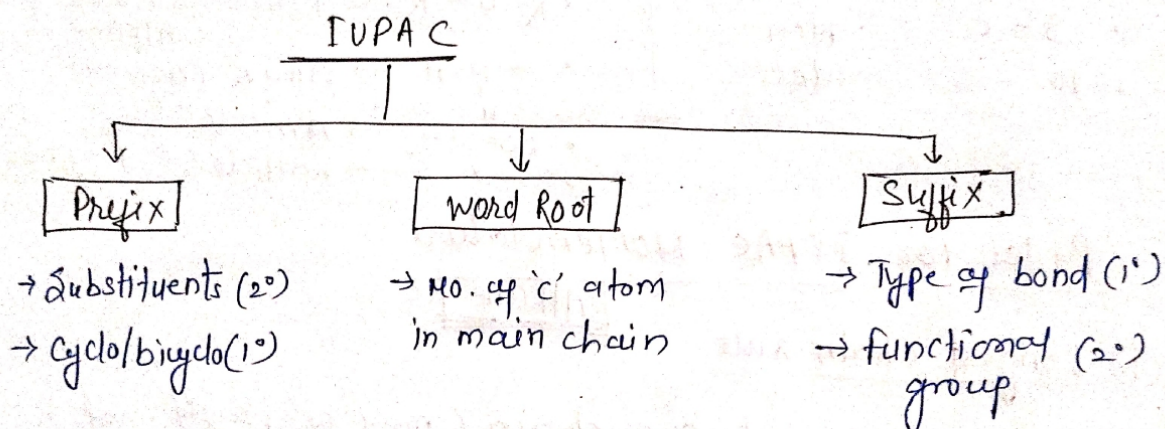 IUPAC
Prefix
Word Root
Suffix
→ Substituents (2°)
→ Cyclo/bicyclo (1°)
→ No. of 'C' atom
in main chain
→ Type of bond (1°)
→ functional (2°)
group